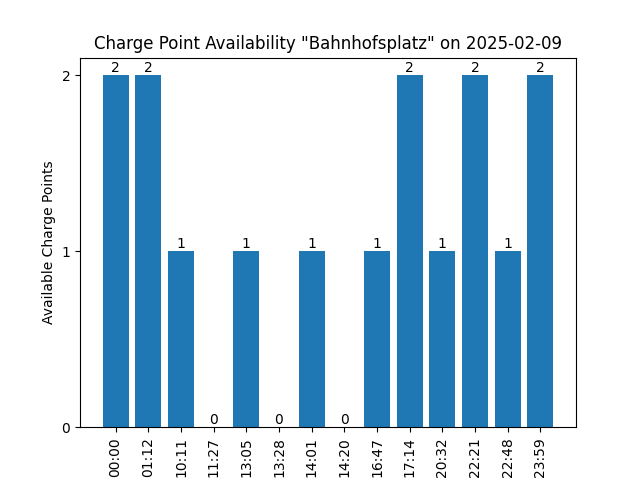 Charge Point Availability "Bahnhofsplatz" on 2025-02-09
2 2 1 0 1 0 1 0 1 2 1 2 1 2
Available Charge Points
2
1
0
00:00 01:12 10:11 11:27 13:05 13:28 14:01 14:20 16:47 17:14 20:32 22:21 22:48 23:59